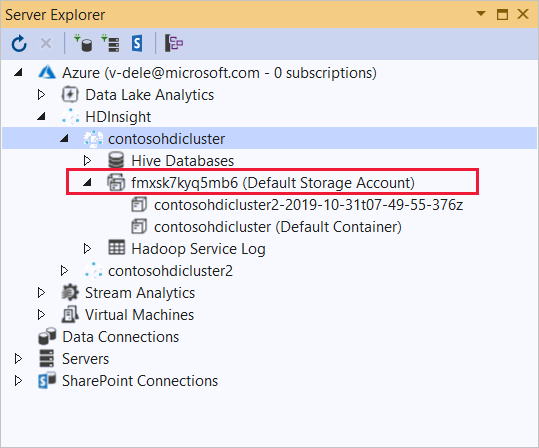 Server Explorer
Azure (v-dele@microsoft.com - 0 subscriptions)
Data Lake Analytics
HDInsight
contosohdicluster
Hive Databases
fmxsk7kyq5mb6 (Default Storage Account)
contosohdicluster2-2019-10-31t07-49-55-376z
contosohdicluster (Default Container)
Hadoop Service Log
contosohdicluster2
Stream Analytics
Virtual Machines
Data Connections
Servers
SharePoint Connections